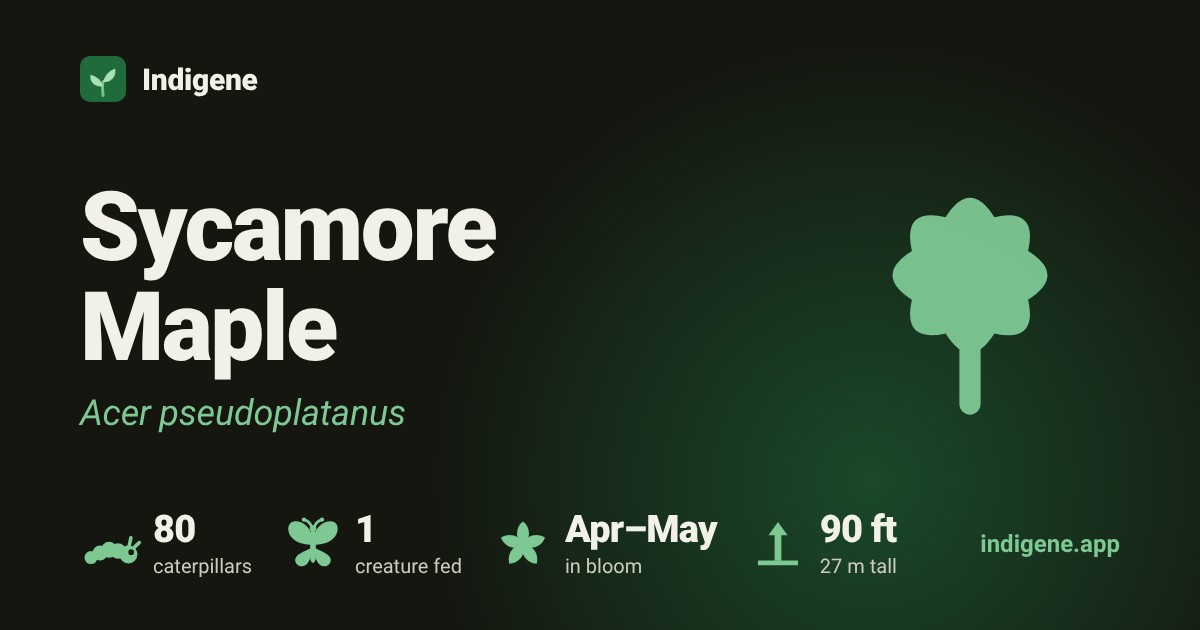 Indigene
Sycamore
Maple
Acer pseudoplatanus
80
caterpillars
1
creature fed
Apr–May
in bloom
90 ft
27 m tall
indigene.app